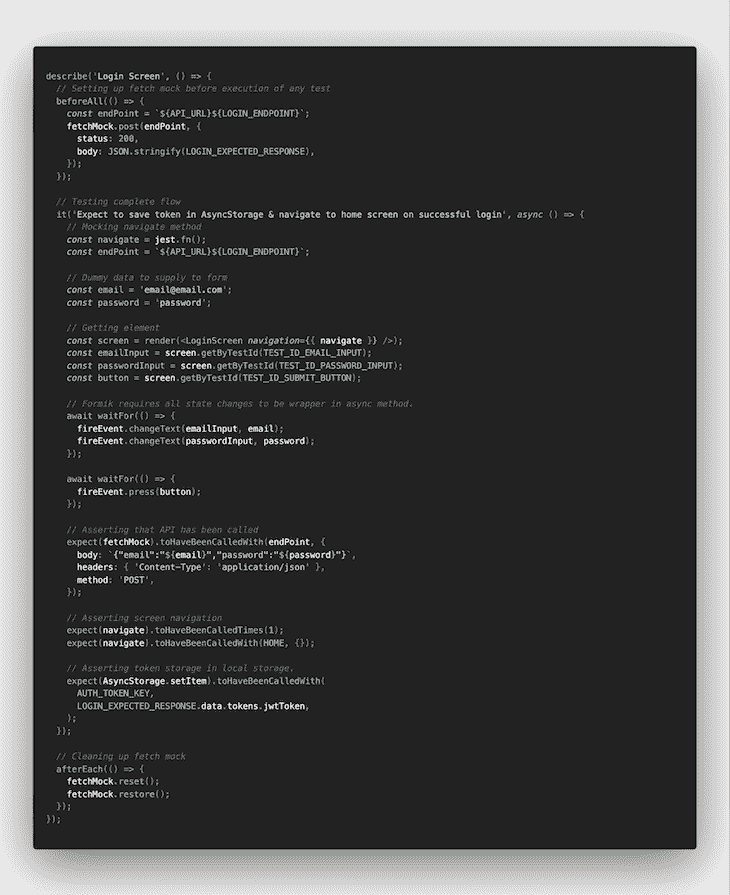 describe('Login Screen', () => {
  // Setting up fetch mock before execution of any test
  beforeAll(() => {
    const endPoint = `${API_URL}${LOGIN_ENDPOINT}`;
    fetchMock.post(endPoint, {
      status: 200,
      body: JSON.stringify(LOGIN_EXPECTED_RESPONSE),
    });
  });

  // Testing complete flow
  it('Expect to save token in AsyncStorage & navigate to home screen on successful login', async () => {
    // Mocking navigate method
    const navigate = jest.fn();
    const endPoint = `${API_URL}${LOGIN_ENDPOINT}`;

    // Dummy data to supply to form
    const email = 'email@email.com';
    const password = 'password';

    // Getting element
    const screen = render(<LoginScreen navigation={{ navigate }} />);
    const emailInput = screen.getByTestId(TEST_ID_EMAIL_INPUT);
    const passwordInput = screen.getByTestId(TEST_ID_PASSWORD_INPUT);
    const button = screen.getByTestId(TEST_ID_SUBMIT_BUTTON);

    // Formik requires all state changes to be wrapper in async method.
    await waitFor(() => {
      fireEvent.changeText(emailInput, email);
      fireEvent.changeText(passwordInput, password);
    });

    await waitFor(() => {
      fireEvent.press(button);
    });

    // Asserting that API has been called
    expect(fetchMock).toHaveBeenCalledWith(endPoint, {
      body: `{"email":"${email}","password":"${password}"}`,
      headers: { 'Content-Type': 'application/json' },
      method: 'POST',
    });

    // Asserting screen navigation
    expect(navigate).toHaveBeenCalledTimes(1);
    expect(navigate).toHaveBeenCalledWith(HOME, {});

    // Asserting token storage in local storage.
    expect(AsyncStorage.setItem).toHaveBeenCalledWith(
      AUTH_TOKEN_KEY,
      LOGIN_EXPECTED_RESPONSE.data.tokens.jwtToken,
    );
  });

  // Cleaning up fetch mock
  afterEach(() => {
    fetchMock.reset();
    fetchMock.restore();
  });
});